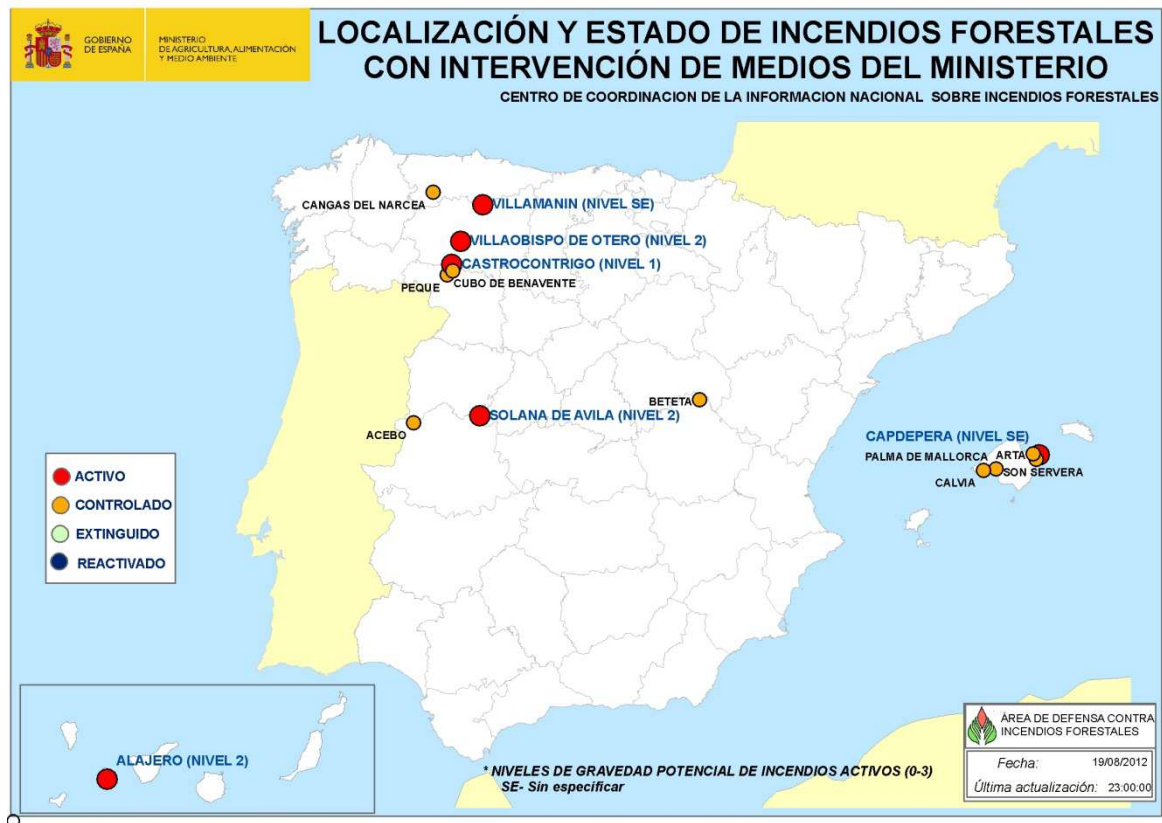 GOBIERNO
DE ESPAÑA
MINISTERIO
DE AGRICULTURA, ALIMENTACIÓN
Y MEDIO AMBIENTE
LOCALIZACIÓN Y ESTADO DE INCENDIOS FORESTALES
CON INTERVENCIÓN DE MEDIOS DEL MINISTERIO
CENTRO DE COORDINACION DE LA INFORMACION NACIONAL SOBRE INCENDIOS FORESTALES
CANGAS DEL NARCEA
VILLAMANIN (NIVEL SE)
VILLAOBISPO DE OTERO (NIVEL 2)
CASTROCONTRIGO (NIVEL 1)
PEQUE
CUBO DE BENAVENTE
BETETA
SOLANA DE AVILA (NIVEL 2)
ACEBO
CAPDEPERA (NIVEL SE)
PALMA DE MALLORCA
ARTA
SON SERVERA
CALVIA
ACTIVO
CONTROLADO
EXTINGUIDO
REACTIVADO
ALAJERO (NIVEL 2)
* NIVELES DE GRAVEDAD POTENCIAL DE INCENDIOS ACTIVOS (0-3)
SE- Sin especificar
ÁREA DE DEFENSA CONTRA
INCENDIOS FORESTALES
Fecha: 19/08/2012
Última actualización: 23:00:00